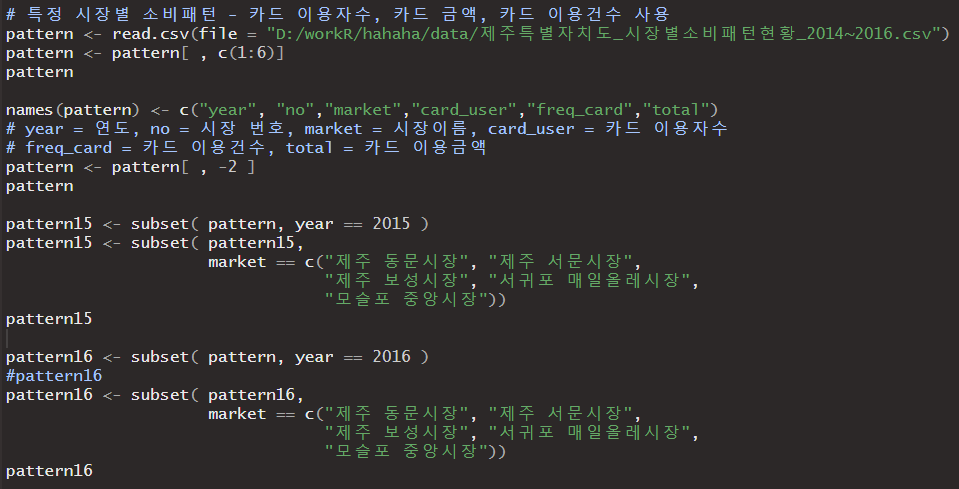 # 특정 시장별 소비패턴 - 카드 이용자수, 카드 금액, 카드 이용건수 사용
pattern <- read.csv(file = "D:/workR/hahaha/data/제주특별자치도_시장별소비패턴현황_2014~2016.csv")
pattern <- pattern[ , c(1:6)]
pattern
names(pattern) <- c("year", "no","market","card_user","freq_card","total")
# year = 연도, no = 시장 번호, market = 시장이름, card_user = 카드 이용자수
# freq_card = 카드 이용건수, total = 카드 이용금액
pattern <- pattern[ , -2 ]
pattern
pattern15 <- subset( pattern, year == 2015 )
pattern15 <- subset( pattern15,
market == c("제주 동문시장", "제주 서문시장",
"제주 보성시장", "서귀포 매일올레시장",
"모슬포 중앙시장"))
pattern15
pattern16 <- subset( pattern, year == 2016 )
#pattern16
pattern16 <- subset( pattern16,
market == c("제주 동문시장", "제주 서문시장",
"제주 보성시장", "서귀포 매일올레시장",
"모슬포 중앙시장"))
pattern16